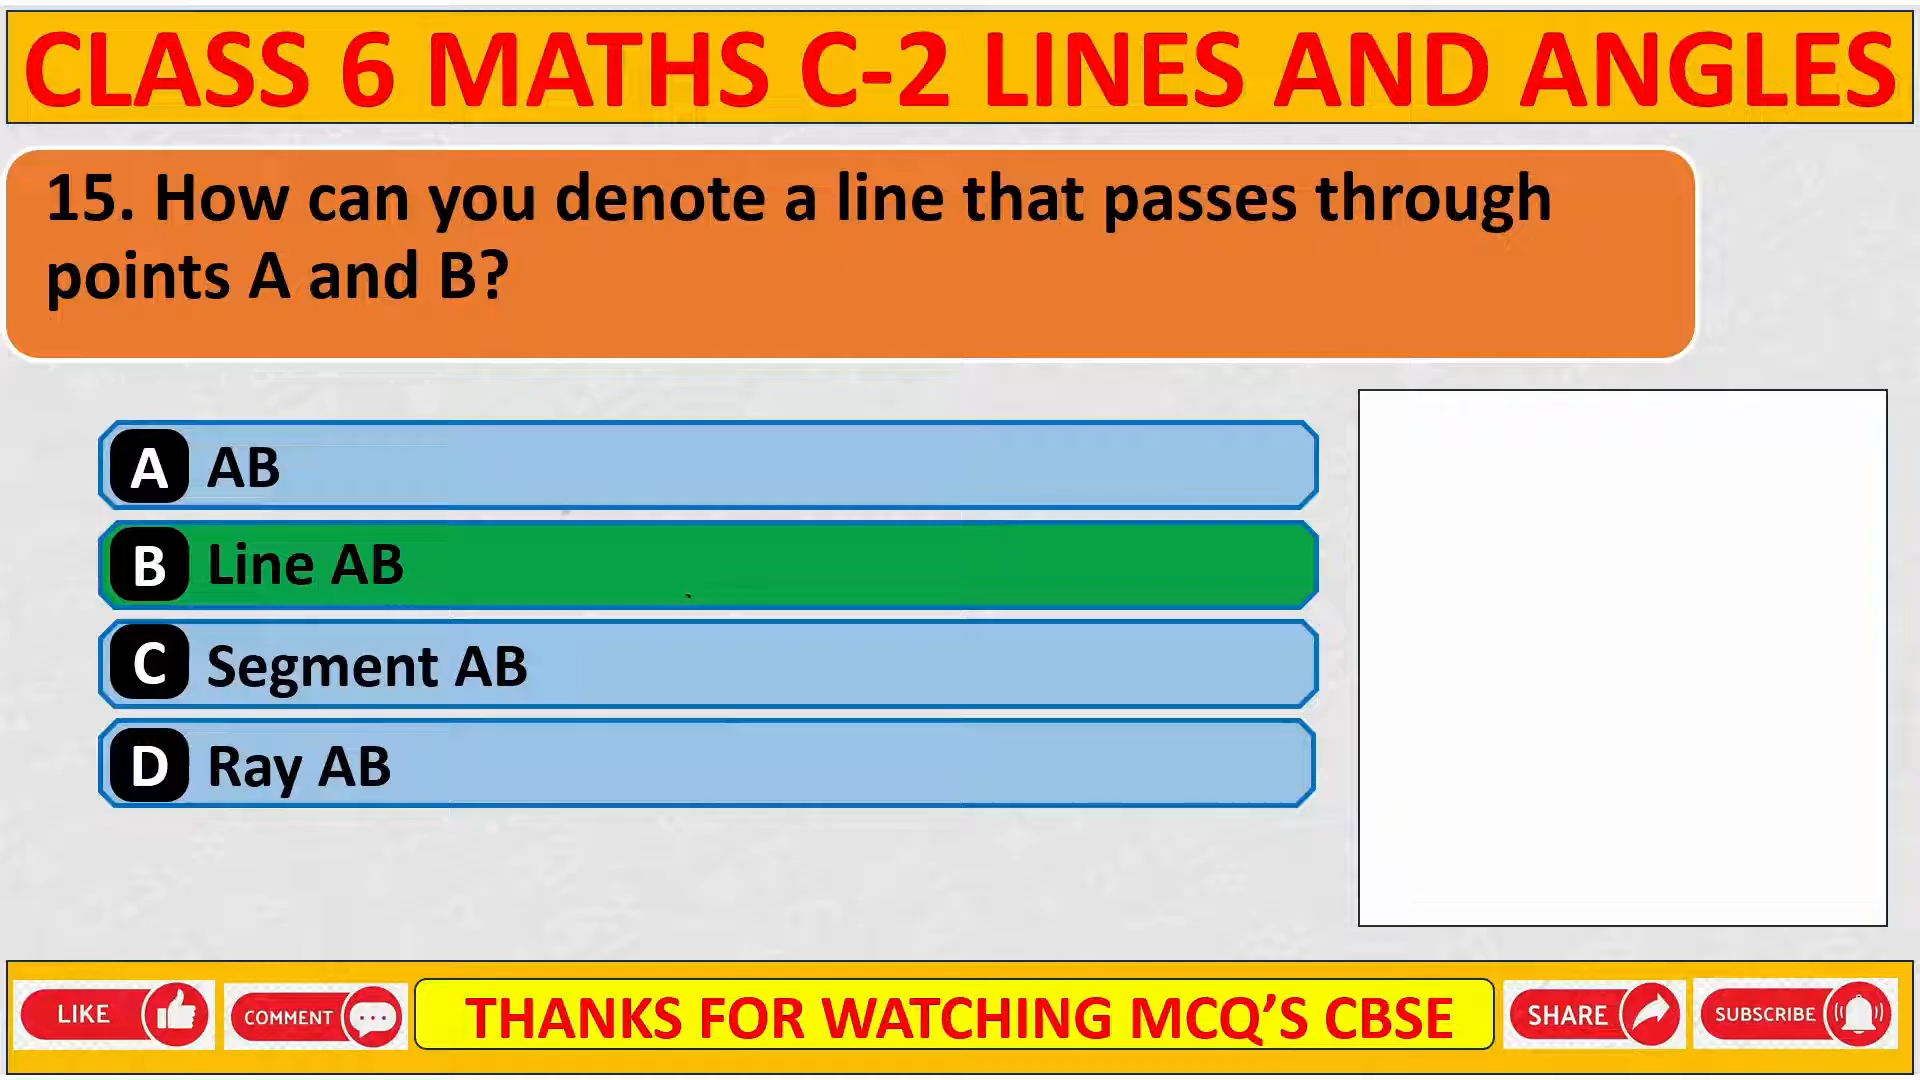 CLASS 6 MATHS C-2 LINES AND ANGLES
15. How can you denote a line that passes through
points A and B?
A AB
B Line AB
C Segment AB
D Ray AB
LIKE
COMMENT
THANKS FOR WATCHING MCQ’S CBSE
SHARE
SUBSCRIBE